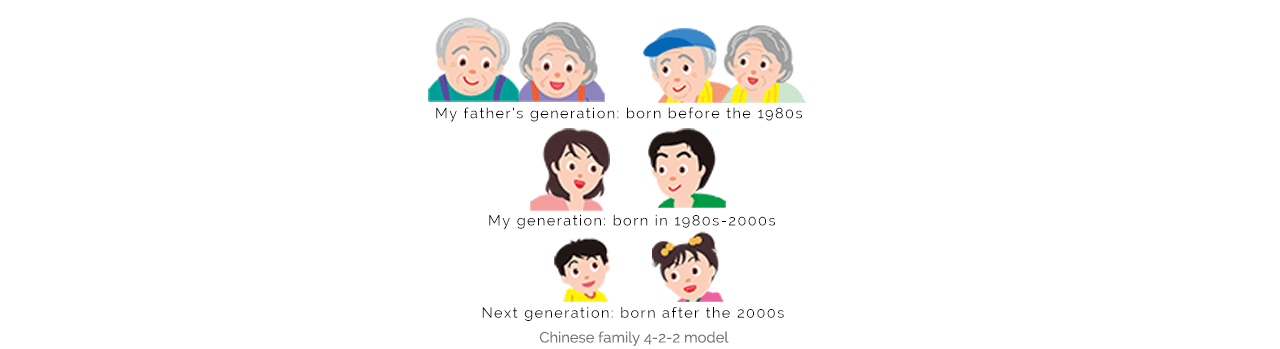 My father's generation: born before the 1980s
My generation: born in 1980s-2000s
Next generation: born after the 2000s
Chinese family 4-2-2 model